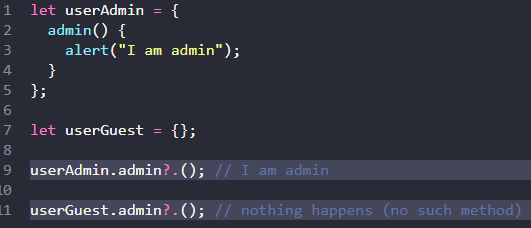 1 let userAdmin = {
2   admin() {
3     alert("I am admin");
4   }
5 };
6
7 let userGuest = {};
8
9 userAdmin.admin?.(); // I am admin
10
11 userGuest.admin?.(); // nothing happens (no such method)